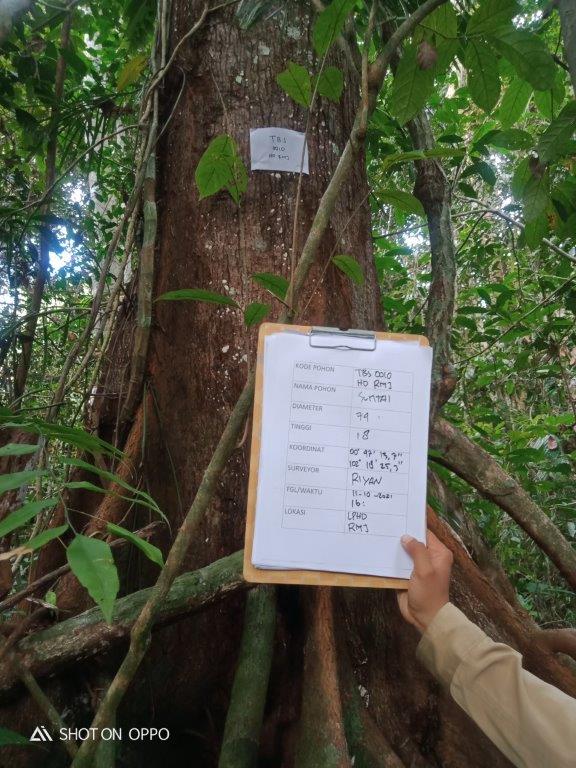 TBS
0010
HD RMJ
KODE POHON TBS 0010
HD RMJ
NAMA POHON SUNTAI
DIAMETER 79
TINGGI 18
KOORDINAT 00° 47' 13,7"
102° 18' 25,3"
SURVEYOR RIYAN
FGL/WAKTU 11-10-2021
16:
LOKASI LPHD
RMJ
SHOT ON OPPO